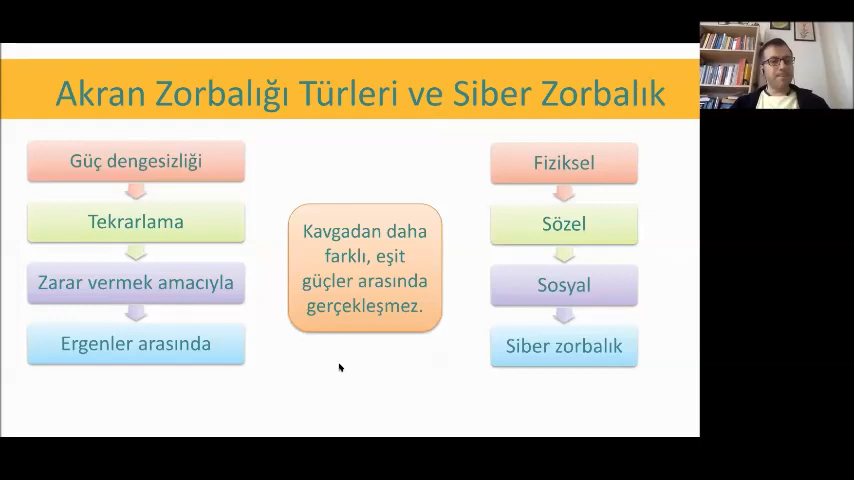 Akran Zorbalığı Türleri ve Siber Zorbalık
Güç dengesizliği
Tekrarlama
Zarar vermek amacıyla
Ergenler arasında
Kavgadan daha
farklı, eşit
güçler arasında
gerçekleşmez.
Fiziksel
Sözel
Sosyal
Siber zorbalık